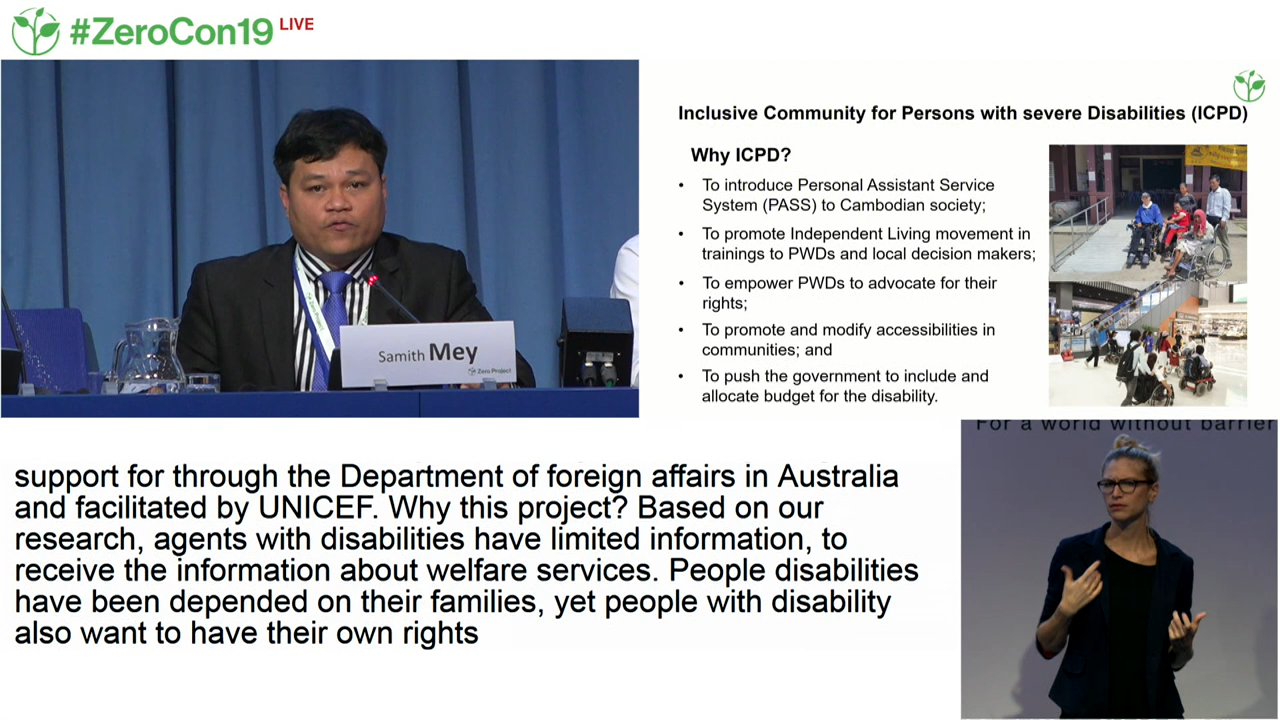 #ZeroCon19 LIVE
Samith Mey
Zero Project
Inclusive Community for Persons with severe Disabilities (ICPD)
Why ICPD?
• To introduce Personal Assistant Service
System (PASS) to Cambodian society;
• To promote Independent Living movement in
trainings to PWDs and local decision makers;
• To empower PWDs to advocate for their
rights;
• To promote and modify accessibilities in
communities; and
• To push the government to include and
allocate budget for the disability.
support for through the Department of foreign affairs in Australia
and facilitated by UNICEF. Why this project? Based on our
research, agents with disabilities have limited information, to
receive the information about welfare services. People disabilities
have been depended on their families, yet people with disability
also want to have their own rights
For a world without barrier